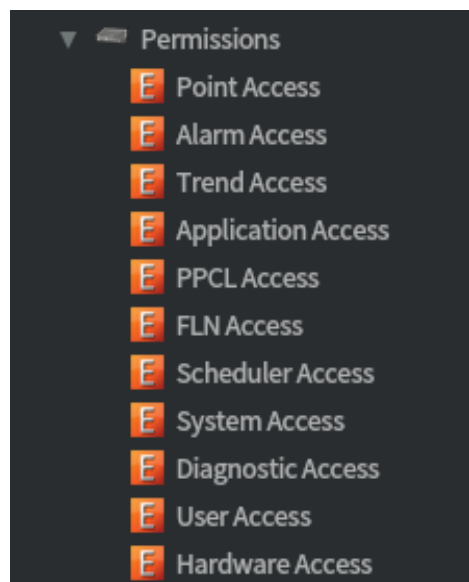 Permissions
E Point Access
E Alarm Access
E Trend Access
E Application Access
E PPCL Access
E FLN Access
E Scheduler Access
E System Access
E Diagnostic Access
E User Access
E Hardware Access